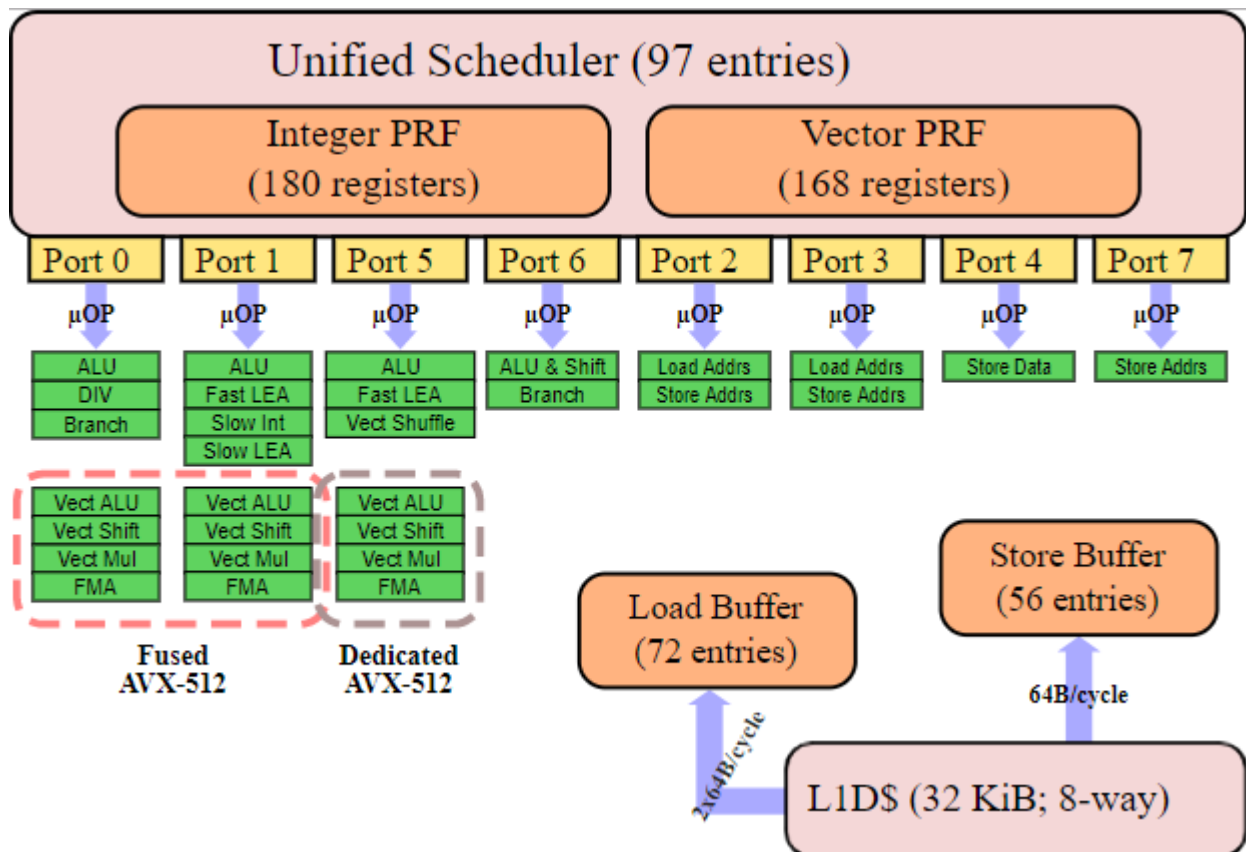 Unified Scheduler (97 entries)
Integer PRF
(180 registers)
Vector PRF
(168 registers)
Port 0
Port 1
Port 5
Port 6
Port 2
Port 3
Port 4
Port 7
μOP
μOP
μOP
μOP
μOP
μOP
μOP
μOP
ALU
DIV
Branch
ALU
Fast LEA
Slow Int
Slow LEA
ALU
Fast LEA
Vect Shuffle
ALU & Shift
Branch
Load Addrs
Store Addrs
Load Addrs
Store Addrs
Store Data
Store Addrs
Vect ALU
Vect Shift
Vect Mul
FMA
Vect ALU
Vect Shift
Vect Mul
FMA
Vect ALU
Vect Shift
Vect Mul
FMA
Fused
AVX-512
Dedicated
AVX-512
Load Buffer
(72 entries)
Store Buffer
(56 entries)
2x64B/cycle
64B/cycle
L1D$ (32 KiB; 8-way)